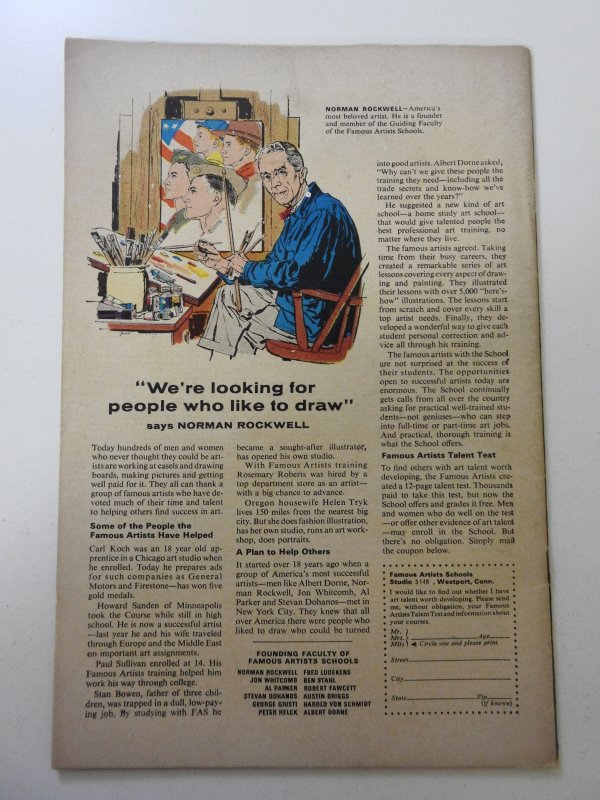 NORMAN ROCKWELL—America's
most beloved artist. He is a founder
and member of the Guiding Faculty
of the Famous Artists Schools.
"We're looking for
people who like to draw"
says NORMAN ROCKWELL
Today hundreds of men and women
who never thought they could be art-
ists are working at easels and drawing
boards, making pictures and getting
well paid for it. They all can thank a
group of famous artists who have de-
voted much of their time and talent
to helping others find success in art.
Some of the People the
Famous Artists Have Helped
Carl Koch was an 18 year old ap-
prentice in a Chicago art studio when
he enrolled. Today he prepares ads
for such companies as General
Motors and Firestone—has won five
gold medals.
Howard Sanden of Minneapolis
took the Course while still in high
school. He is now a successful artist
—last year he and his wife traveled
through Europe and the Middle East
on important art assignments.
Paul Sullivan enrolled at 14. His
Famous Artists training helped him
work his way through college.
Stan Bowen, father of three chil-
dren, was trapped in a dull, low-pay-
ing job. By studying with FAS he
became a sought-after illustrator,
has opened his own studio.
With Famous Artists training
Rosemary Roberts was hired by a
top department store as an artist—
with a big chance to advance.
Oregon housewife Helen Tryk
lives 150 miles from the nearest big
city. But she does fashion illustration,
has her own studio, runs an art work-
shop, does portraits.
A Plan to Help Others
It started over 18 years ago when a
group of America's most successful
artists—men like Albert Dorne, Nor-
man Rockwell, Jon Whitcomb, Al
Parker and Stevan Dohanos—met in
New York City. They knew that all
over America there were people who
liked to draw who could be turned
FOUNDING FACULTY OF
FAMOUS ARTISTS SCHOOLS
NORMAN ROCKWELL FRED LUDEKENS
JON WHITCOMB BEN STAHL
AL PARKER ROBERT FAWCETT
STEVAN DOHANOS AUSTIN BRIGGS
GEORGE GIUSTI HAROLD VON SCHMIDT
PETER HELCK ALBERT DORNE
into good artists. Albert Dorne asked,
"Why can't we give these people the
training they need—including all the
trade secrets and know-how we've
learned over the years?"
He suggested a new kind of art
school—a home study art school—
that would give talented people the
best professional art training, no
matter where they live.
The famous artists agreed. Taking
time from their busy careers, they
created a remarkable series of art
lessons covering every aspect of draw-
ing and painting. They illustrated
their lessons with over 5,000 "here's-
how" illustrations. The lessons start
from scratch and cover every skill a
top artist needs. Finally, they de-
veloped a wonderful way to give each
student personal correction and ad-
vice all through his training.
The famous artists with the School
are not surprised at the success of
their students. The opportunities
open to successful artists today are
enormous. The School continually
gets calls from all over the country
asking for practical well-trained stu-
dents—not geniuses—who can step
into full-time or part-time art jobs.
And practical, thorough training is
what the School offers.
Famous Artists Talent Test
To find others with art talent worth
developing, the Famous Artists cre-
ated a 12-page talent test. Thousands
paid to take this test, but now the
School offers and grades it free. Men
and women who do well on the test
—or offer other evidence of art talent
—may enroll in the School. But
there's no obligation. Simply mail
the coupon below.
Famous Artists Schools
Studio 5149, Westport, Conn.
I would like to find out whether I have
art talent worth developing. Please send
me, without obligation, your Famous
Artists Talent Test and information about
your courses.
Mr.
Mrs. Age
Miss Circle one and please print
Street
City
State Zip
(if known)